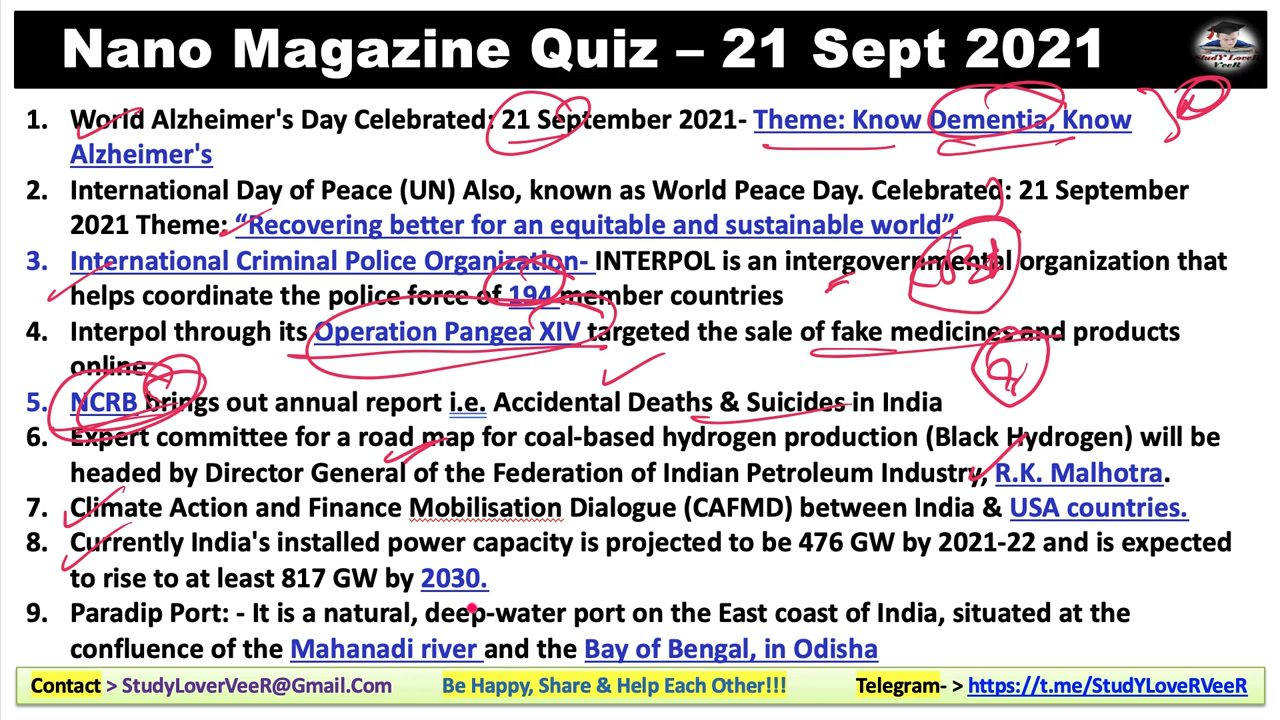 Nano Magazine Quiz – 21 Sept 2021
StudY LoveR
VeeR
1. World Alzheimer's Day Celebrated: 21 September 2021- Theme: Know Dementia, Know
Alzheimer's
2. International Day of Peace (UN) Also, known as World Peace Day. Celebrated: 21 September
2021 Theme: “Recovering better for an equitable and sustainable world”.
3. International Criminal Police Organization- INTERPOL is an intergovernmental organization that
helps coordinate the police force of 194 member countries
4. Interpol through its Operation Pangea XIV targeted the sale of fake medicines and products
online
5. NCRB brings out annual report i.e. Accidental Deaths & Suicides in India
6. Expert committee for a road map for coal-based hydrogen production (Black Hydrogen) will be
headed by Director General of the Federation of Indian Petroleum Industry, R.K. Malhotra.
7. Climate Action and Finance Mobilisation Dialogue (CAFMD) between India & USA countries.
8. Currently India's installed power capacity is projected to be 476 GW by 2021-22 and is expected
to rise to at least 817 GW by 2030.
9. Paradip Port: - It is a natural, deep-water port on the East coast of India, situated at the
confluence of the Mahanadi river and the Bay of Bengal, in Odisha
Contact > StudyLoverVeeR@Gmail.Com Be Happy, Share & Help Each Other!!! Telegram- > https://t.me/StudYLoveRVeeR